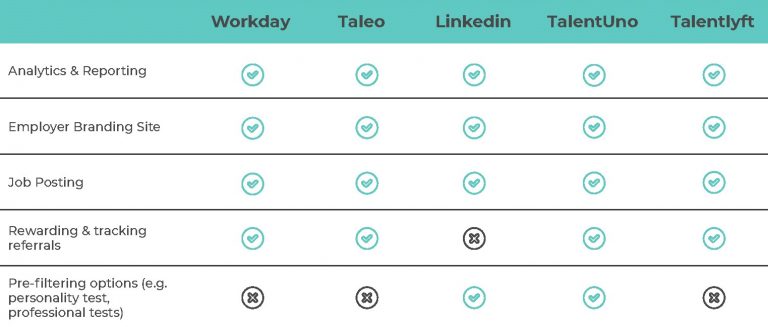 Workday Taleo Linkedin TalentUno Talentlyft
Analytics & Reporting
Employer Branding Site
Job Posting
Rewarding & tracking
referrals
Pre-filtering options (e.g.
personality test,
professional tests)